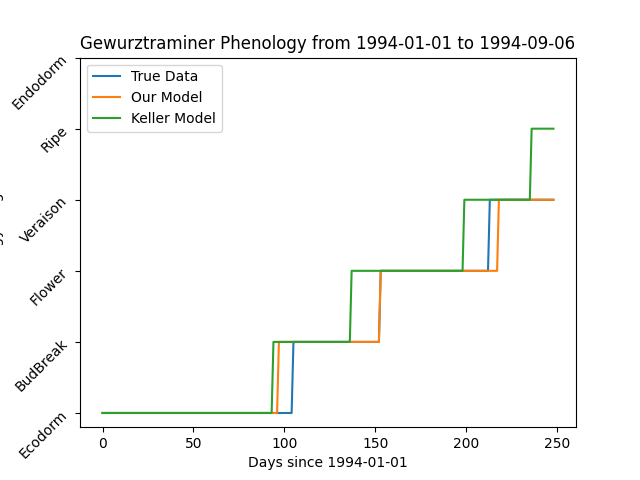 Gewurztraminer Phenology from 1994-01-01 to 1994-09-06
True Data
Our Model
Keller Model
Endodorm
Ripe
Veraison
Flower
BudBreak
Ecodorm
0 50 100 150 200 250
Days since 1994-01-01